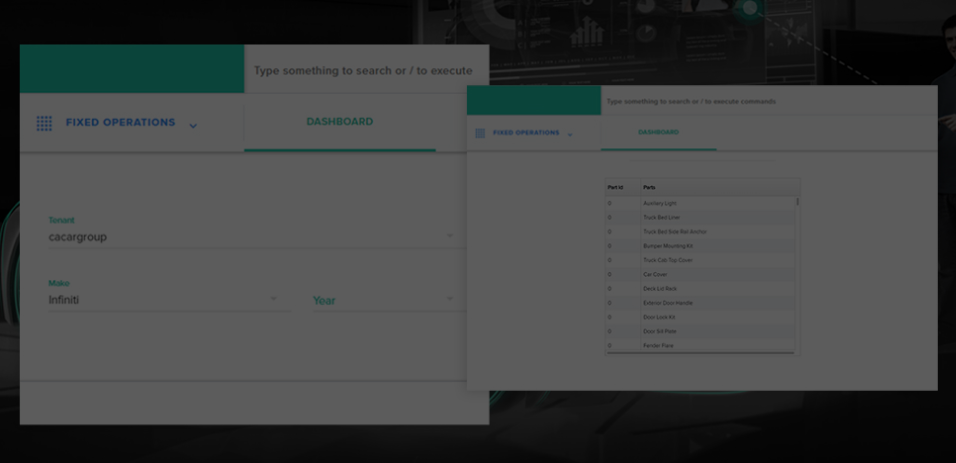 Type something to search or / to execute
FIXED OPERATIONS
DASHBOARD
Tenant
cacargroup
Make
Infiniti
Year
Type something to search or / to execute commands
FIXED OPERATIONS
DASHBOARD
Part Id Parts
0 Auxiliary Light
0 Truck Bed Liner
0 Truck Bed Side Rail Anchor
0 Bumper Mounting Kit
0 Truck Cab Top Cover
0 Car Cover
0 Deck Lid Rack
0 Exterior Door Handle
0 Door Lock Kit
0 Door Sill Plate
0 Fender Flare